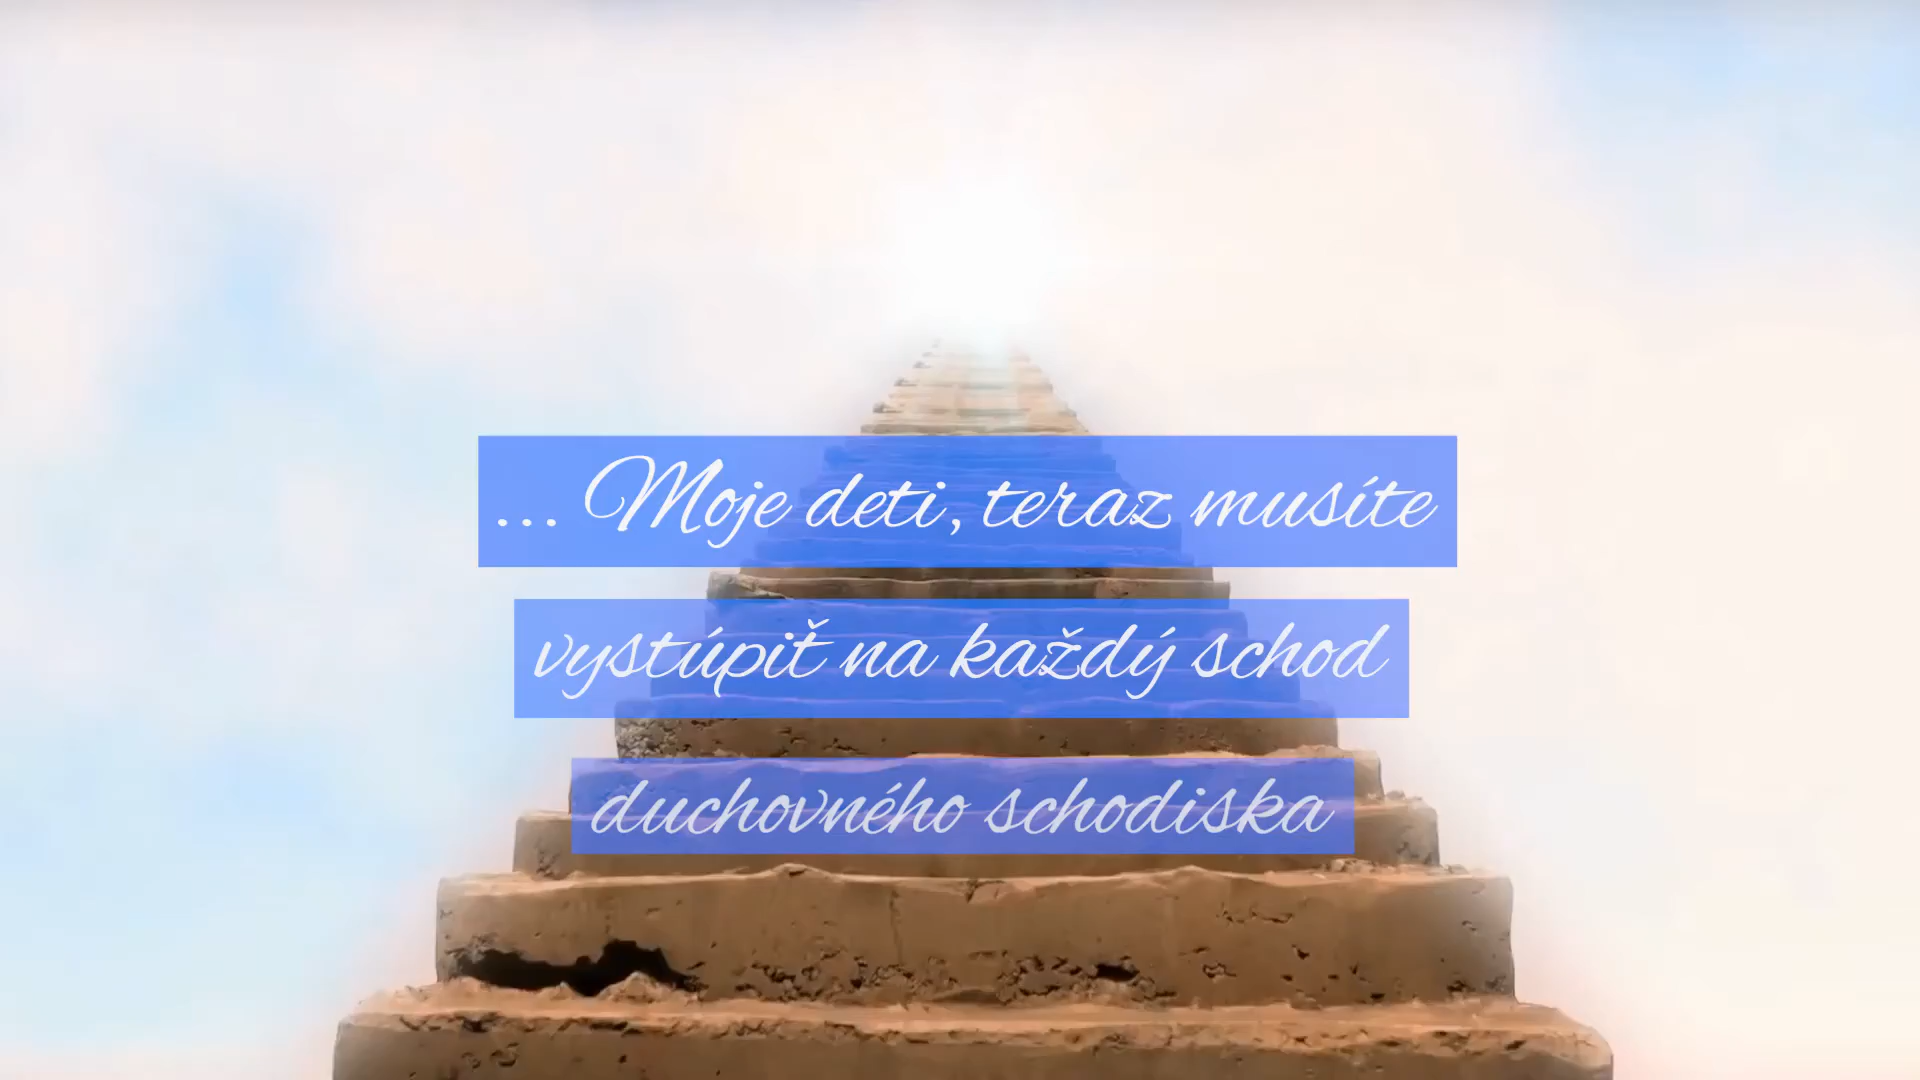 ... Moje deti, teraz musíte
vystúpiť na každý schod
duchovného schodiska